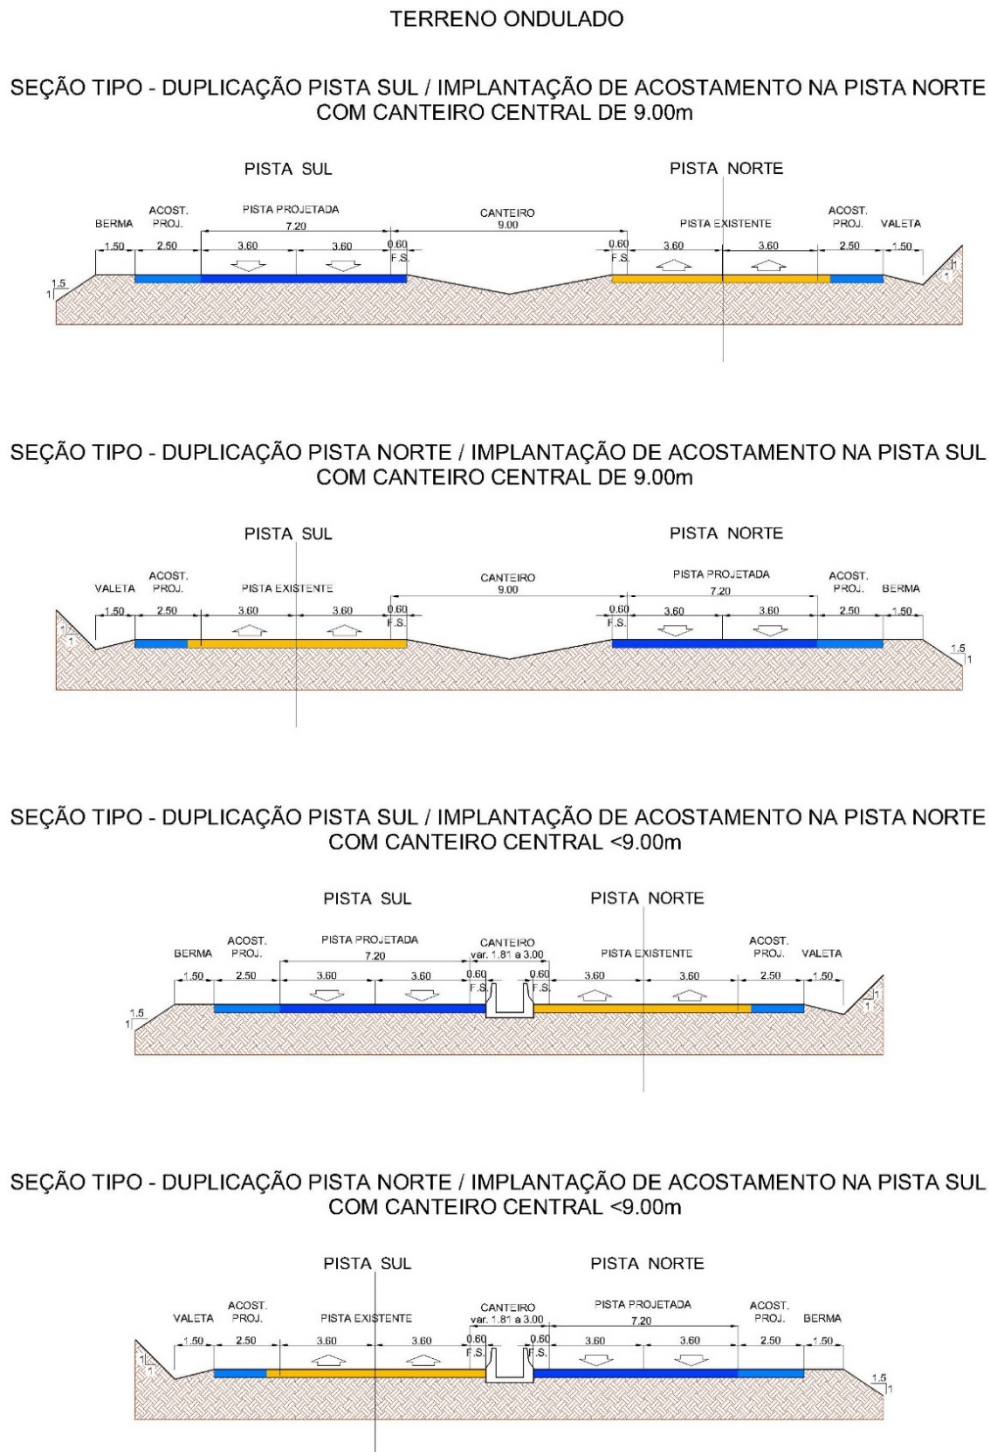 TERRENO ONDULADO
SEÇÃO TIPO - DUPLICAÇÃO PISTA SUL / IMPLANTAÇÃO DE ACOSTAMENTO NA PISTA NORTE
COM CANTEIRO CENTRAL DE 9.00m
PISTA SUL
PISTA NORTE
BERMA
ACOST.
PROJ.
PISTA PROJETADA
7.20
CANTEIRO
9.00
PISTA EXISTENTE
ACOST.
PROJ.
VALETA
1.50 2.50 3.60 3.60 0.60 0.60 3.60 3.60 2.50 1.50
F.S. F.S.
1.5
1
1
1
SEÇÃO TIPO - DUPLICAÇÃO PISTA NORTE / IMPLANTAÇÃO DE ACOSTAMENTO NA PISTA SUL
COM CANTEIRO CENTRAL DE 9.00m
PISTA SUL
PISTA NORTE
VALETA
ACOST.
PROJ.
PISTA EXISTENTE
CANTEIRO
9.00
PISTA PROJETADA
7.20
ACOST.
PROJ.
BERMA
1.50 2.50 3.60 3.60 0.60 0.60 3.60 3.60 2.50 1.50
F.S. F.S.
1
1
1.5
1
SEÇÃO TIPO - DUPLICAÇÃO PISTA SUL / IMPLANTAÇÃO DE ACOSTAMENTO NA PISTA NORTE
COM CANTEIRO CENTRAL <9.00m
PISTA SUL
PISTA NORTE
BERMA
ACOST.
PROJ.
PISTA PROJETADA
7.20
CANTEIRO
var. 1.81 a 3.00
PISTA EXISTENTE
ACOST.
PROJ.
VALETA
1.50 2.50 3.60 3.60 0.60 0.60 3.60 3.60 2.50 1.50
F.S. F.S.
1.5
1
1
1
SEÇÃO TIPO - DUPLICAÇÃO PISTA NORTE / IMPLANTAÇÃO DE ACOSTAMENTO NA PISTA SUL
COM CANTEIRO CENTRAL <9.00m
PISTA SUL
PISTA NORTE
VALETA
ACOST.
PROJ.
PISTA EXISTENTE
CANTEIRO
var. 1.81 a 3.00
PISTA PROJETADA
7.20
ACOST.
PROJ.
BERMA
1.50 2.50 3.60 3.60 0.60 0.60 3.60 3.60 2.50 1.50
F.S. F.S.
1
1
1.5
1